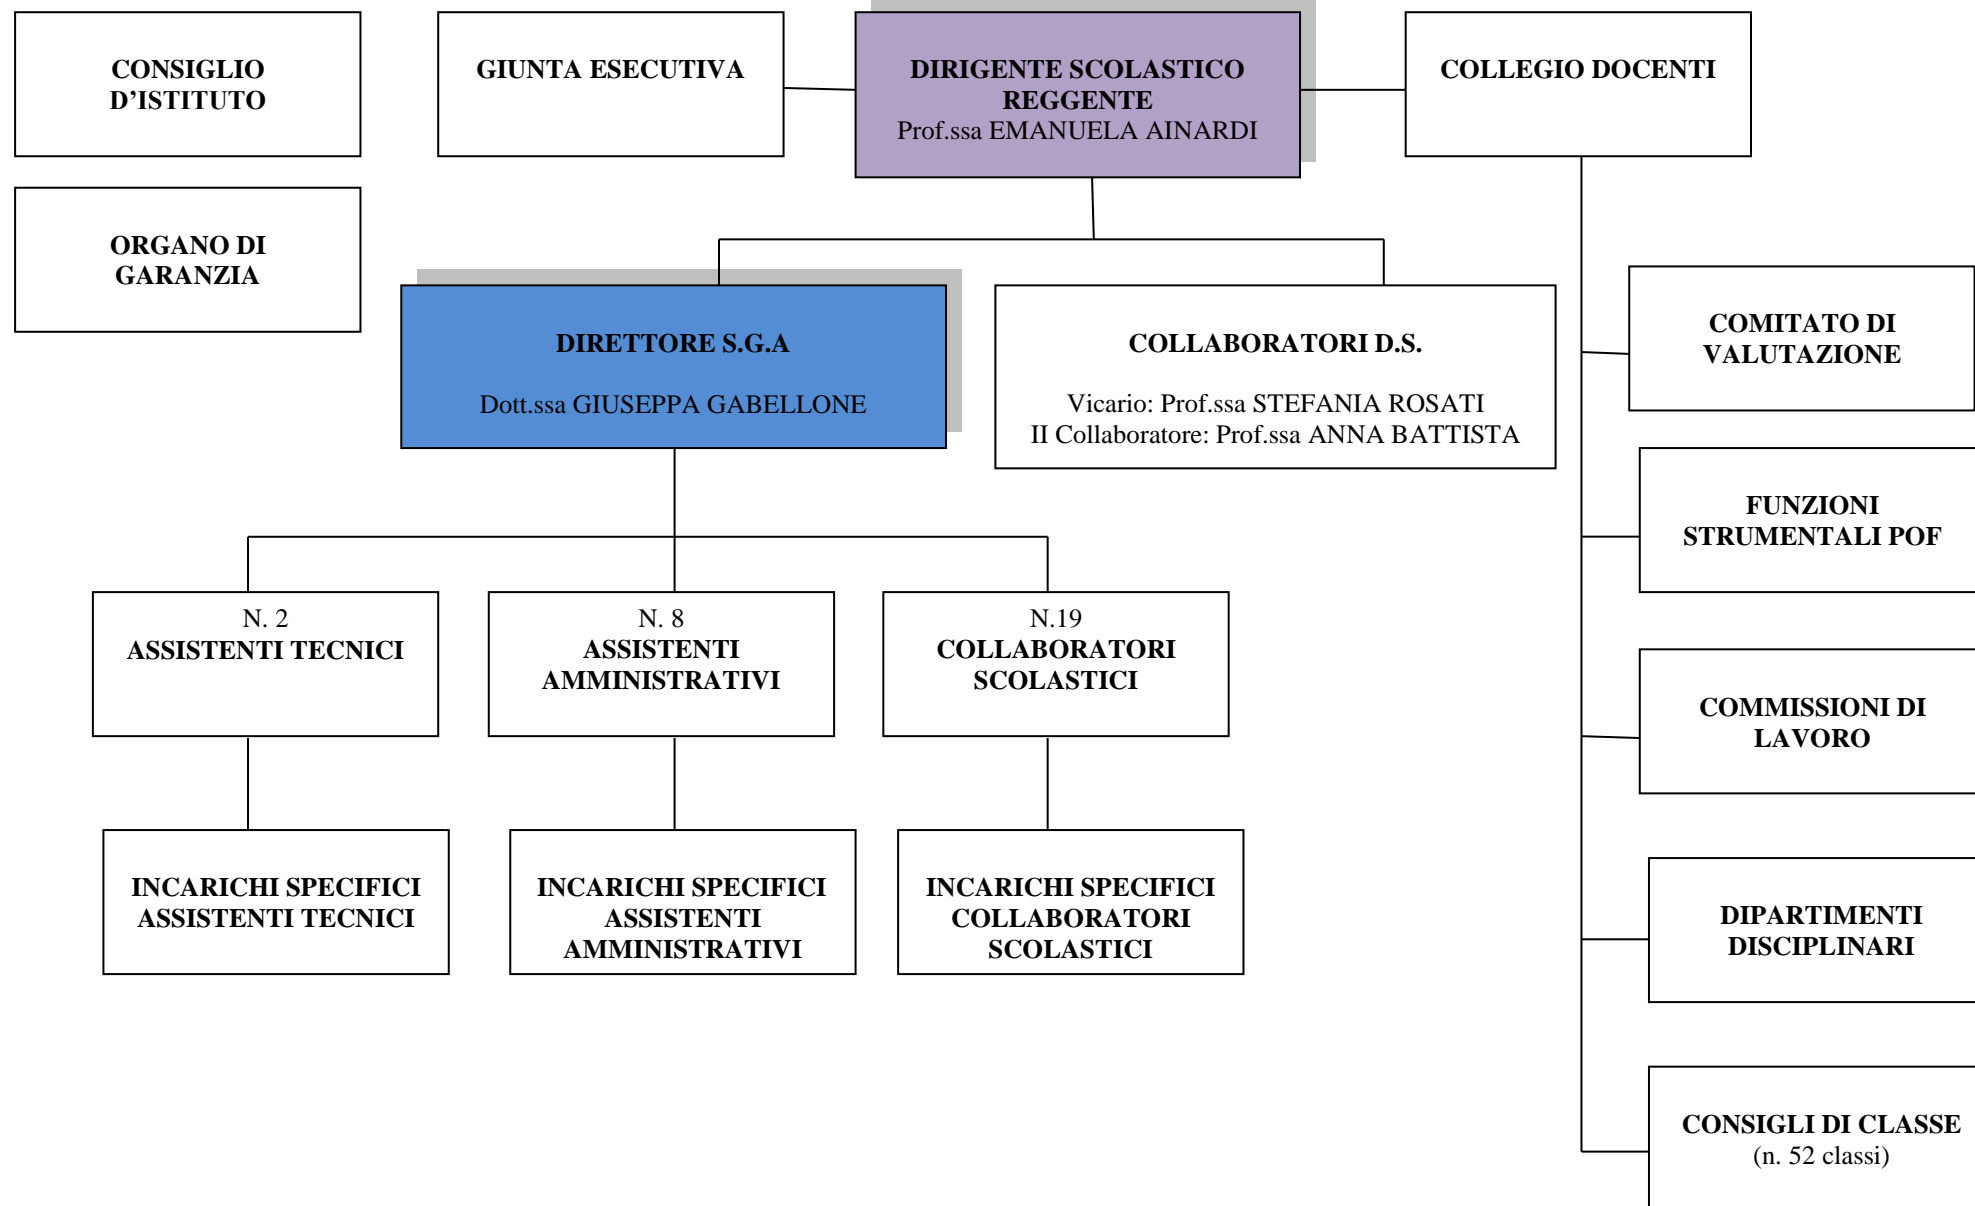 CONSIGLIO
D'ISTITUTO
GIUNTA ESECUTIVA
DIRIGENTE SCOLASTICO
REGGENTE
Prof.ssa EMANUELA AINARDI
COLLEGIO DOCENTI
ORGANO DI
GARANZIA
DIRETTORE S.G.A
Dott.ssa GIUSEPPA GABELLONE
COLLABORATORI D.S.
Vicario: Prof.ssa STEFANIA ROSATI
II Collaboratore: Prof.ssa ANNA BATTISTA
COMITATO DI
VALUTAZIONE
FUNZIONI
STRUMENTALI POF
N. 2
ASSISTENTI TECNICI
N. 8
ASSISTENTI
AMMINISTRATIVI
N.19
COLLABORATORI
SCOLASTICI
COMMISSIONI DI
LAVORO
INCARICHI SPECIFICI
ASSISTENTI TECNICI
INCARICHI SPECIFICI
ASSISTENTI
AMMINISTRATIVI
INCARICHI SPECIFICI
COLLABORATORI
SCOLASTICI
DIPARTIMENTI
DISCIPLINARI
CONSIGLI DI CLASSE
(n. 52 classi)